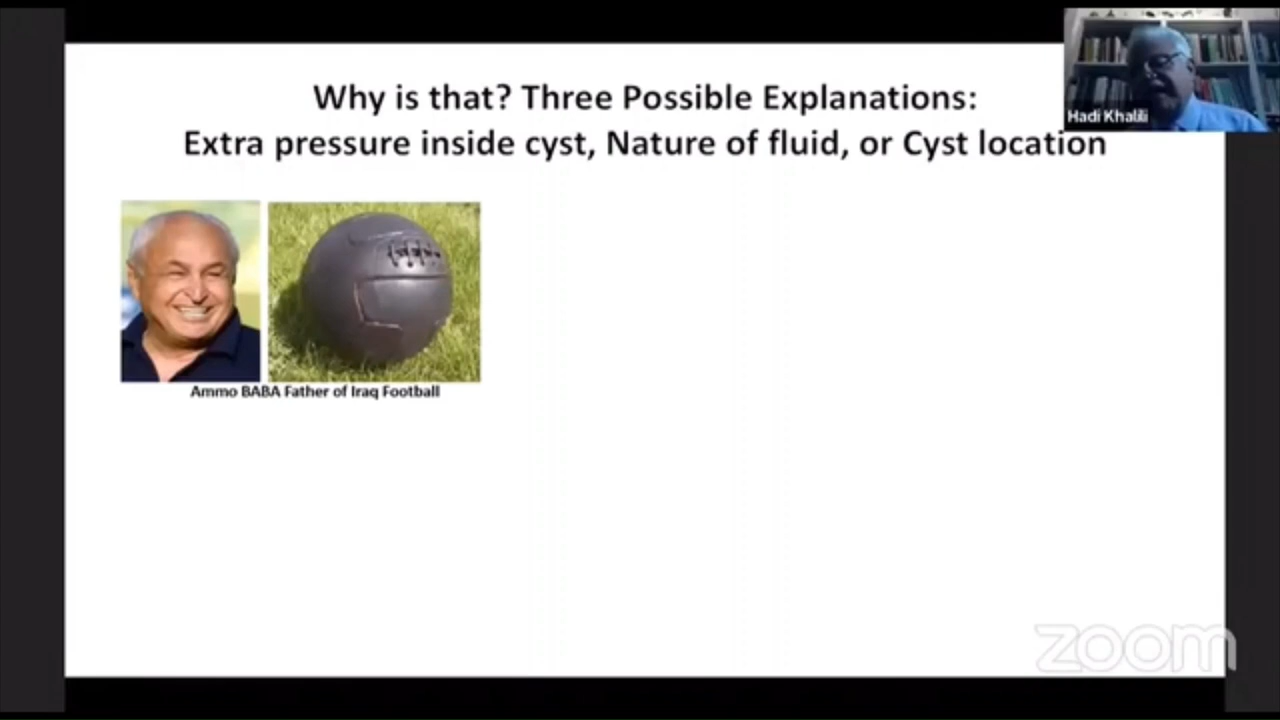 Why is that? Three Possible Explanations:
Extra pressure inside cyst, Nature of fluid, or Cyst location
Hadi Khalili
Ammo BABA Father of Iraq Football
zoom